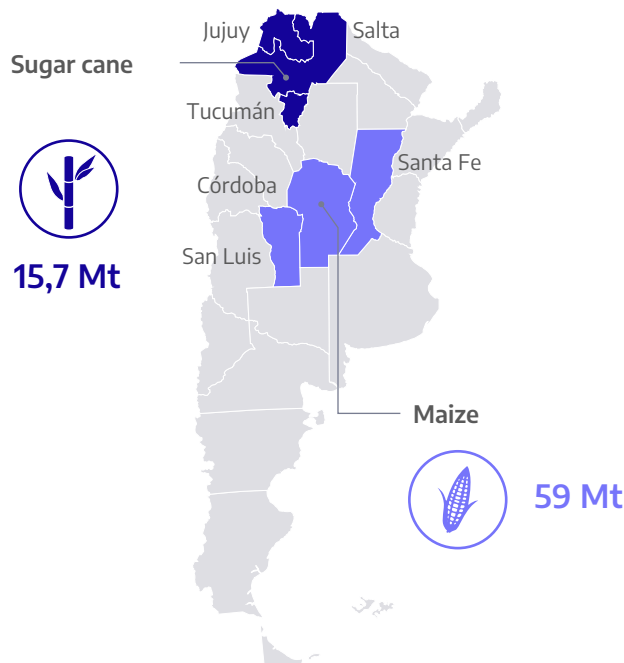 Jujuy
Salta
Sugar cane
Tucumán
Santa Fe
Córdoba
San Luis
15,7 Mt
Maize
59 Mt